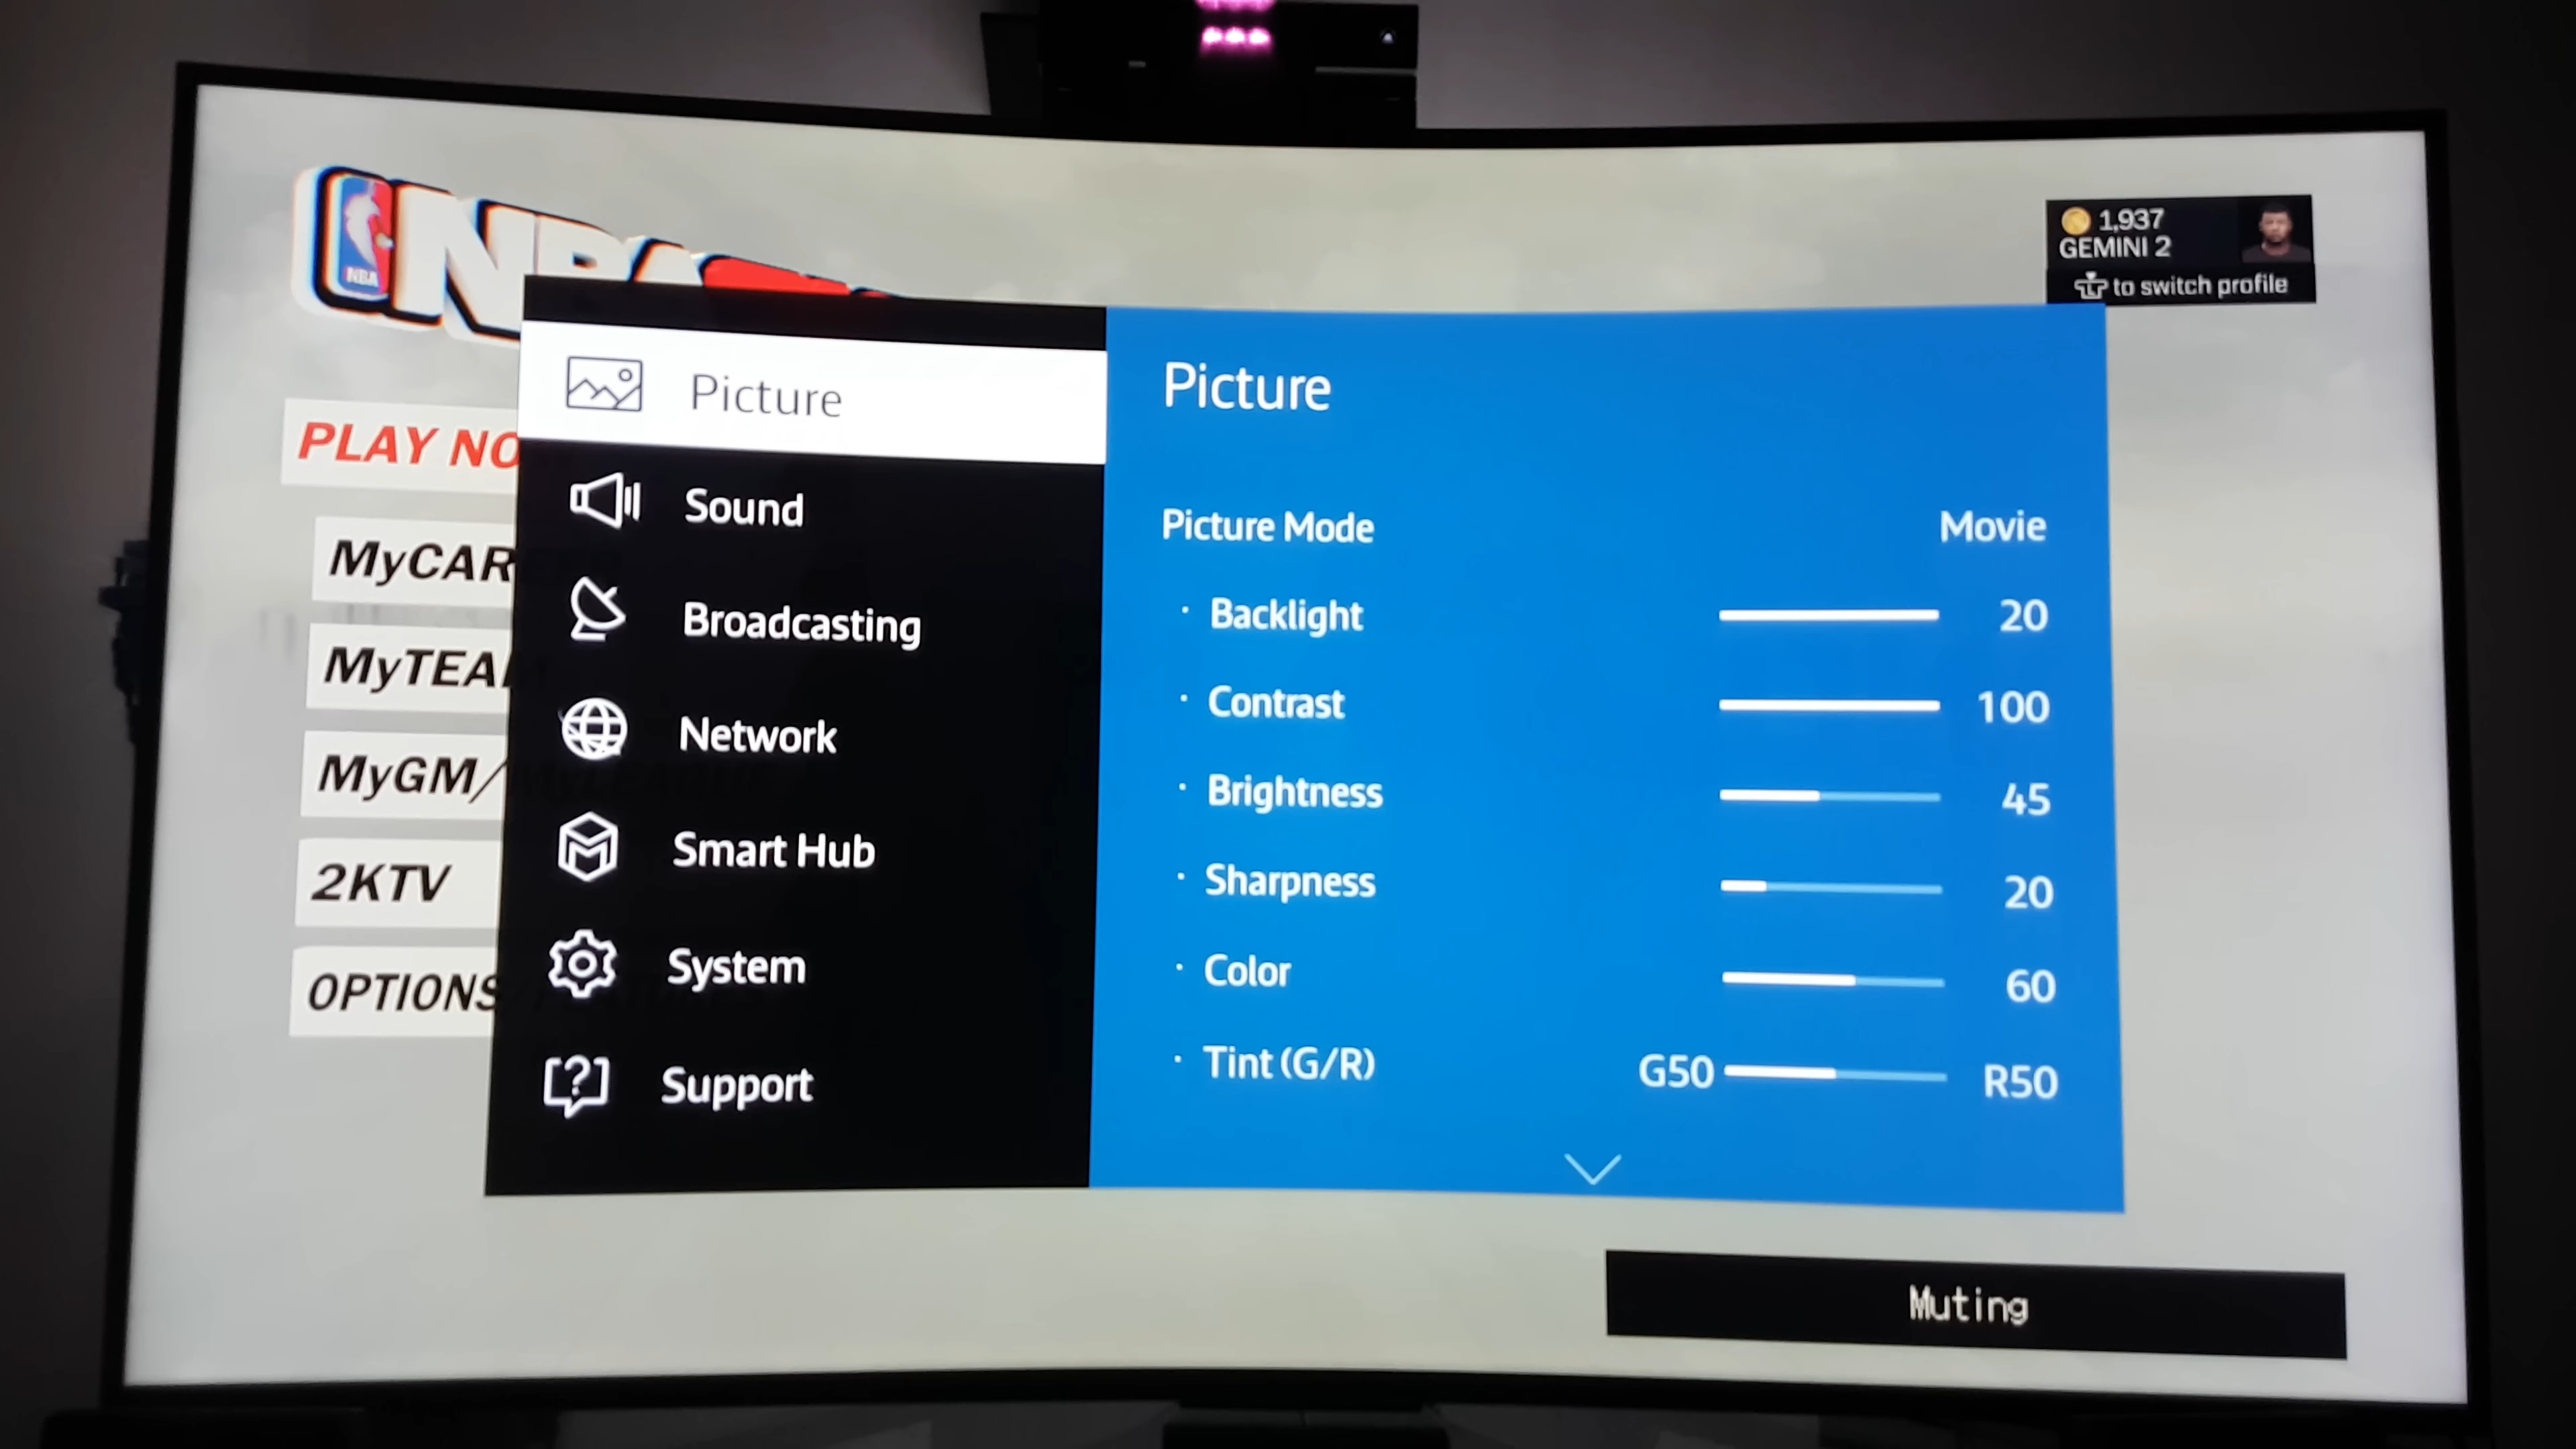 NBA
NBA
1,937
GEMINI 2
to switch profile
PLAY NO
MyCAR
MyTEA
MyGM/
2KTV
OPTIONS
Picture
Sound
Broadcasting
Network
Smart Hub
System
Support
Picture
Picture Mode Movie
· Backlight 20
· Contrast 100
· Brightness 45
· Sharpness 20
· Color 60
· Tint (G/R) G50 R50
Muting